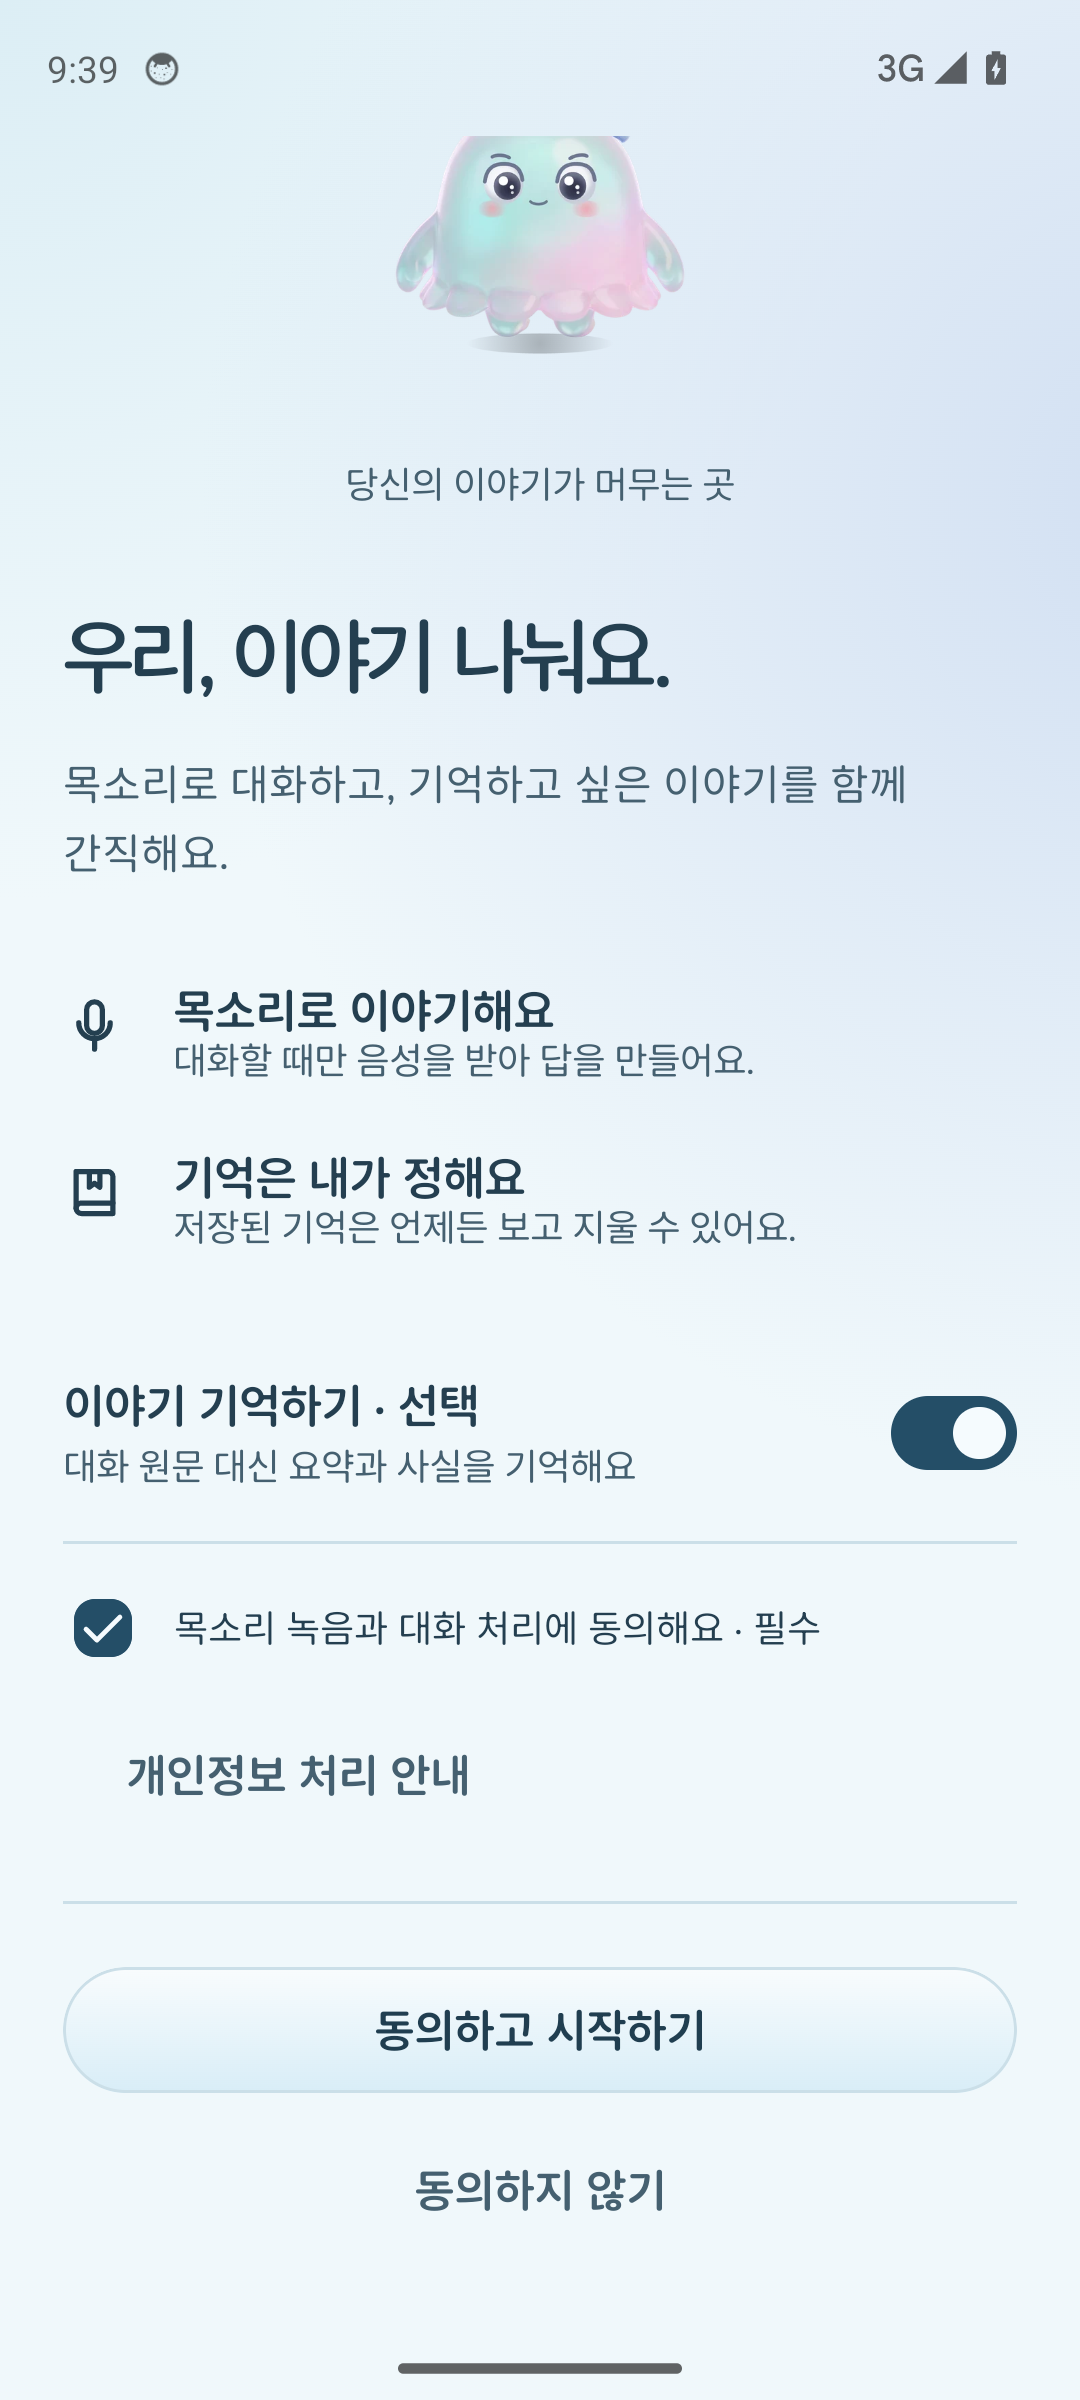 9:39
3G
당신의 이야기가 머무는 곳
우리, 이야기 나눠요.
목소리로 대화하고, 기억하고 싶은 이야기를 함께
간직해요.
목소리로 이야기해요
대화할 때만 음성을 받아 답을 만들어요.
기억은 내가 정해요
저장된 기억은 언제든 보고 지울 수 있어요.
이야기 기억하기 · 선택
대화 원문 대신 요약과 사실을 기억해요
목소리 녹음과 대화 처리에 동의해요 · 필수
개인정보 처리 안내
동의하고 시작하기
동의하지 않기